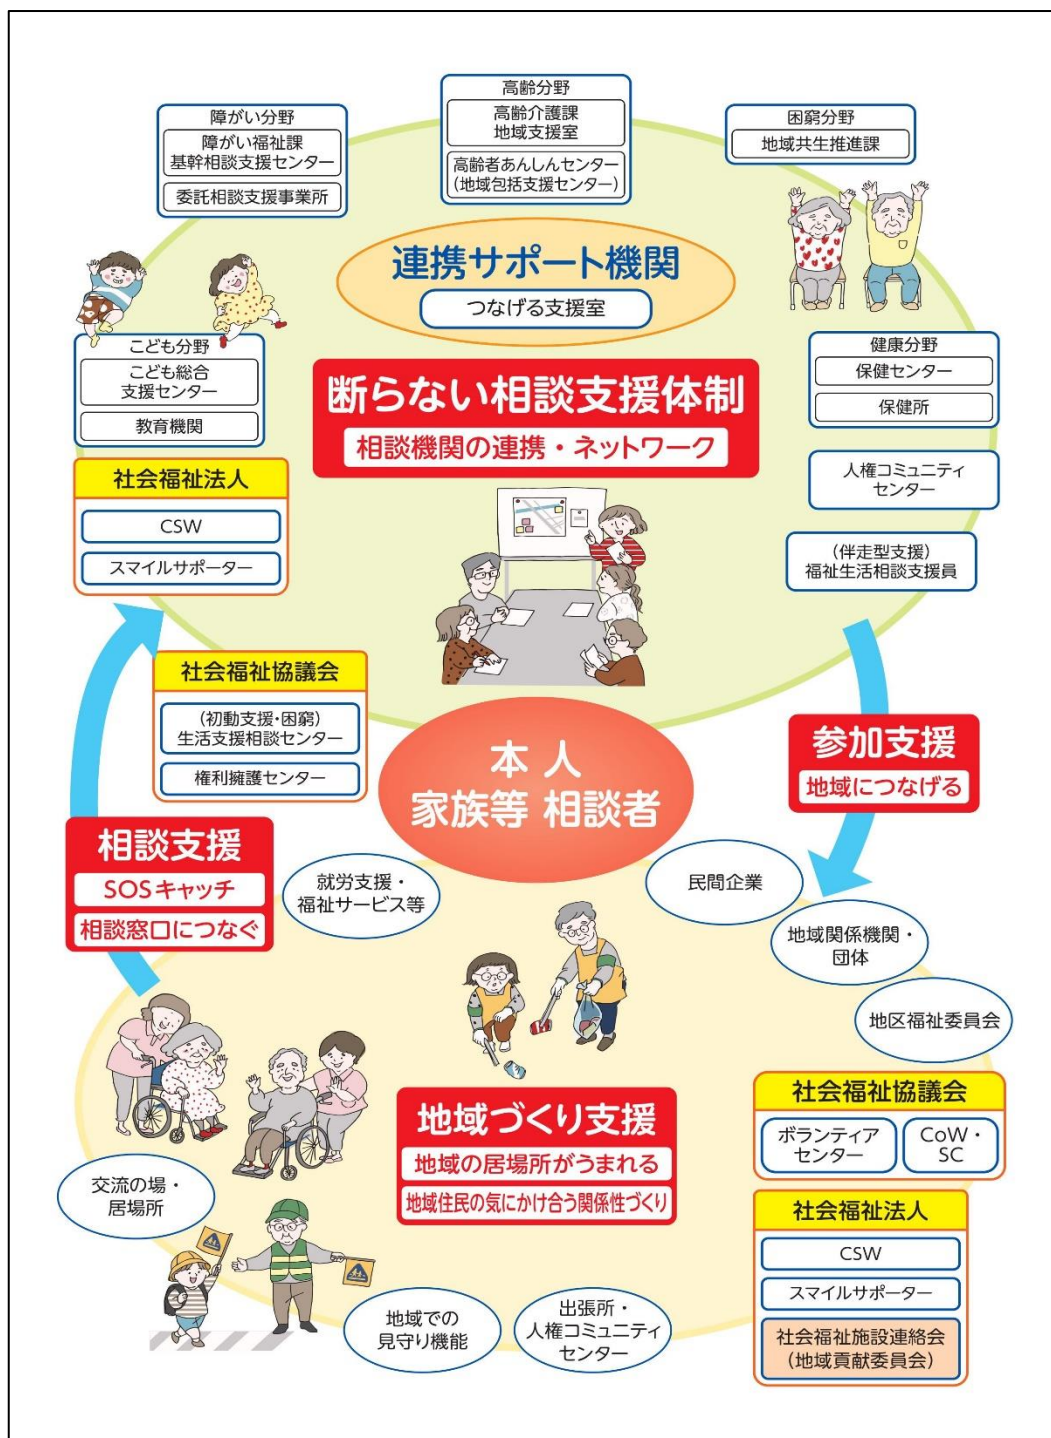 高齢分野
高齢介護課
地域支援室
高齢者あんしんセンター
(地域包括支援センター)
障がい分野
障がい福祉課
基幹相談支援センター
委託相談支援事業所
困窮分野
地域共生推進課
連携サポート機関
つなげる支援室
こども分野
こども総合
支援センター
教育機関
健康分野
保健センター
保健所
断らない相談支援体制
相談機関の連携・ネットワーク
社会福祉法人
CSW
スマイルサポーター
人権コミュニティ
センター
(伴走型支援)
福祉生活相談支援員
社会福祉協議会
(初動支援・困窮)
生活支援相談センター
権利擁護センター
本人
家族等 相談者
参加支援
地域につなげる
相談支援
SOSキャッチ
相談窓口につなぐ
就労支援・
福祉サービス等
民間企業
地域関係機関・
団体
地区福祉委員会
地域づくり支援
地域の居場所がうまれる
地域住民の気にかけ合う関係性づくり
社会福祉協議会
ボランティア
センター
CoW・
SC
交流の場・
居場所
社会福祉法人
CSW
スマイルサポーター
社会福祉施設連絡会
(地域貢献委員会)
地域での
見守り機能
出張所・
人権コミュニティ
センター